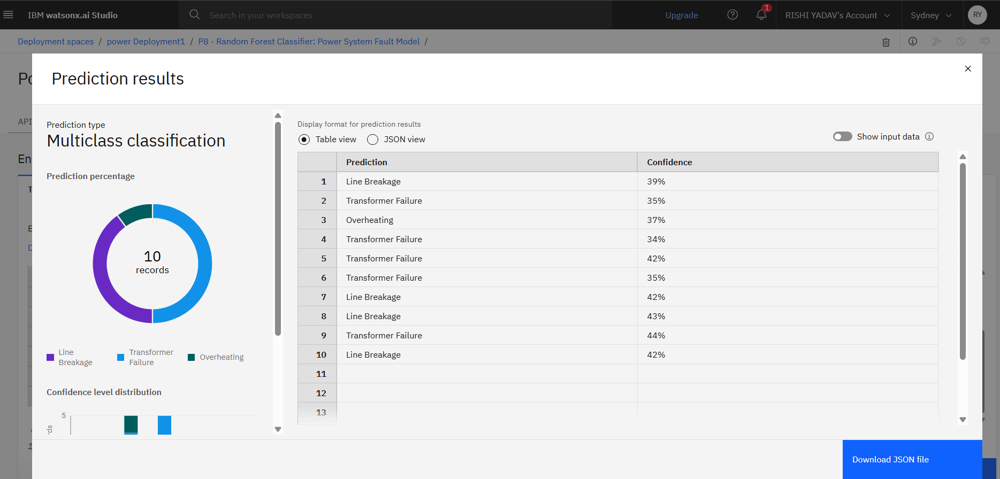 IBM watsonx.ai Studio
Search in your workspaces
Upgrade
1
RISHI YADAV's Account
Sydney
RY
Deployment spaces / power Deployment1 / P8 - Random Forest Classifier: Power System Fault Model /
Prediction results
API
Prediction type
Multiclass classification
Prediction percentage
10
records
Line Breakage
Transformer Failure
Overheating
Confidence level distribution
5
Display format for prediction results
Table view
JSON view
Show input data
Prediction Confidence
1 Line Breakage 39%
2 Transformer Failure 35%
3 Overheating 37%
4 Transformer Failure 34%
5 Transformer Failure 42%
6 Transformer Failure 35%
7 Line Breakage 42%
8 Line Breakage 43%
9 Transformer Failure 44%
10 Line Breakage 42%
11
12
13
Download JSON file